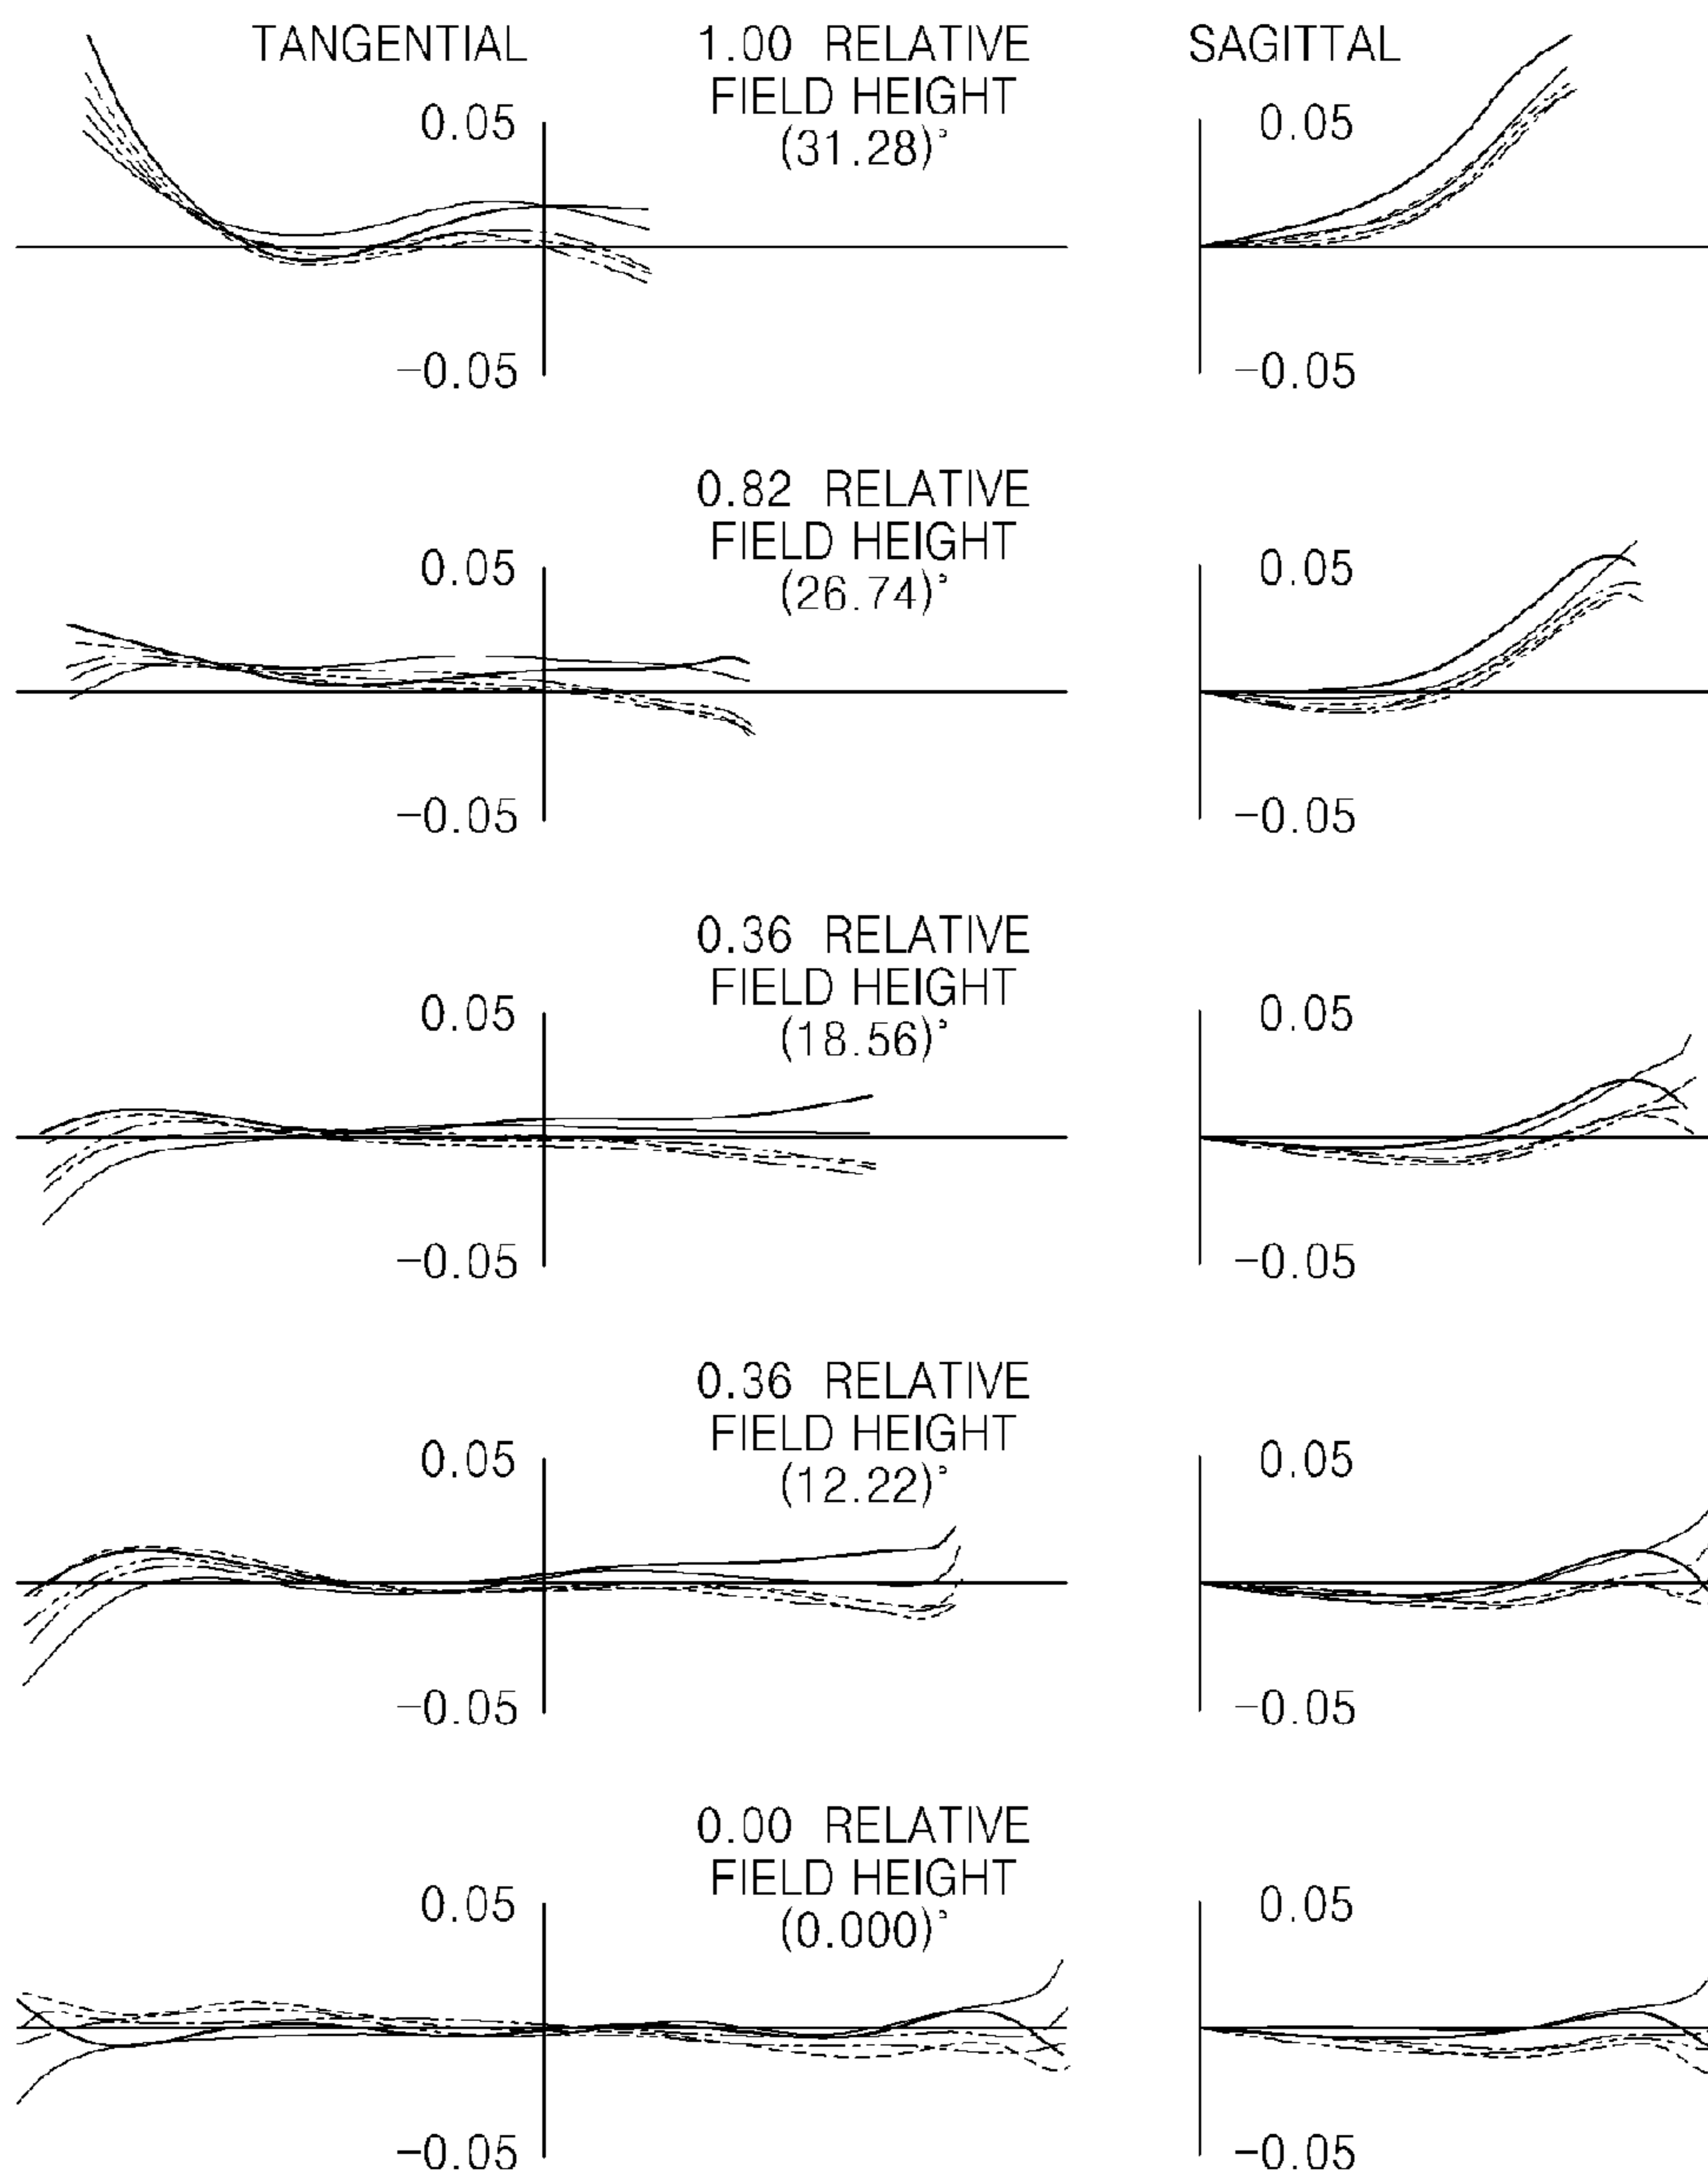 TANGENTIAL
1.00 RELATIVE
FIELD HEIGHT
(31.28)°
SAGITTAL
0.05
0.05
-0.05
-0.05
0.82 RELATIVE
FIELD HEIGHT
(26.74)°
0.05
0.05
-0.05
-0.05
0.36 RELATIVE
FIELD HEIGHT
(18.56)°
0.05
0.05
-0.05
-0.05
0.36 RELATIVE
FIELD HEIGHT
(12.22)°
0.05
0.05
-0.05
-0.05
0.00 RELATIVE
FIELD HEIGHT
(0.000)°
0.05
0.05
-0.05
-0.05